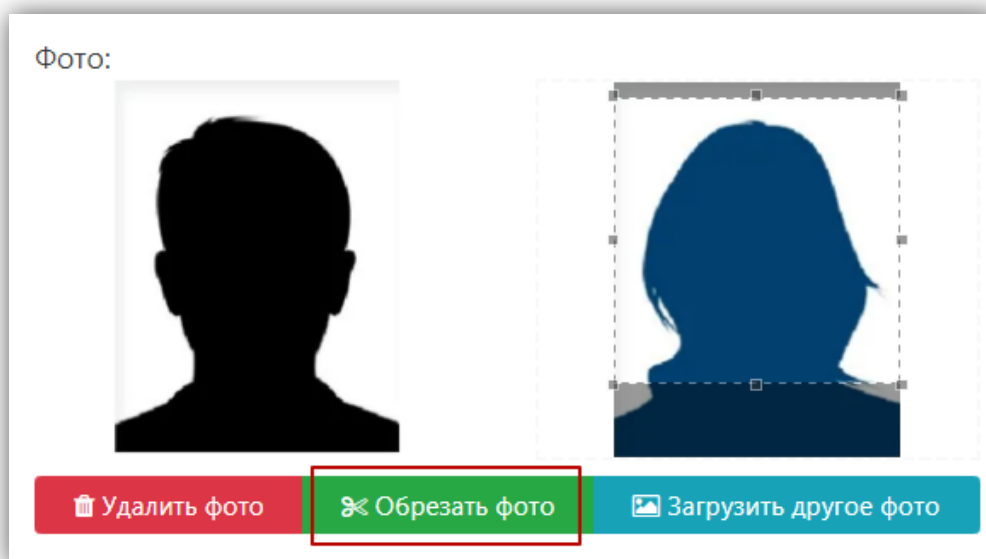 Фото:
Удалить фото
Обрезать фото
Загрузить другое фото